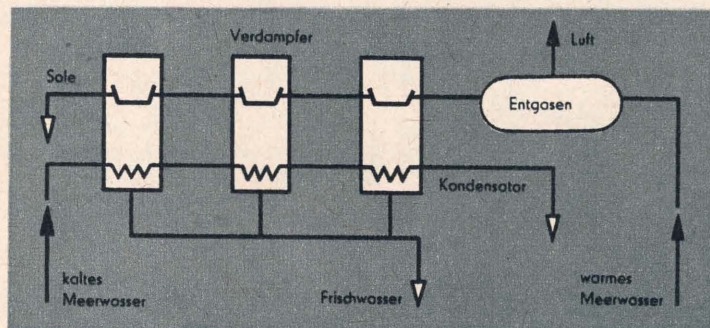 Verdampfer
Luft
Sole
Entgasen
Kondensator
kaltes
Meerwasser
Frischwasser
warmes
Meerwasser